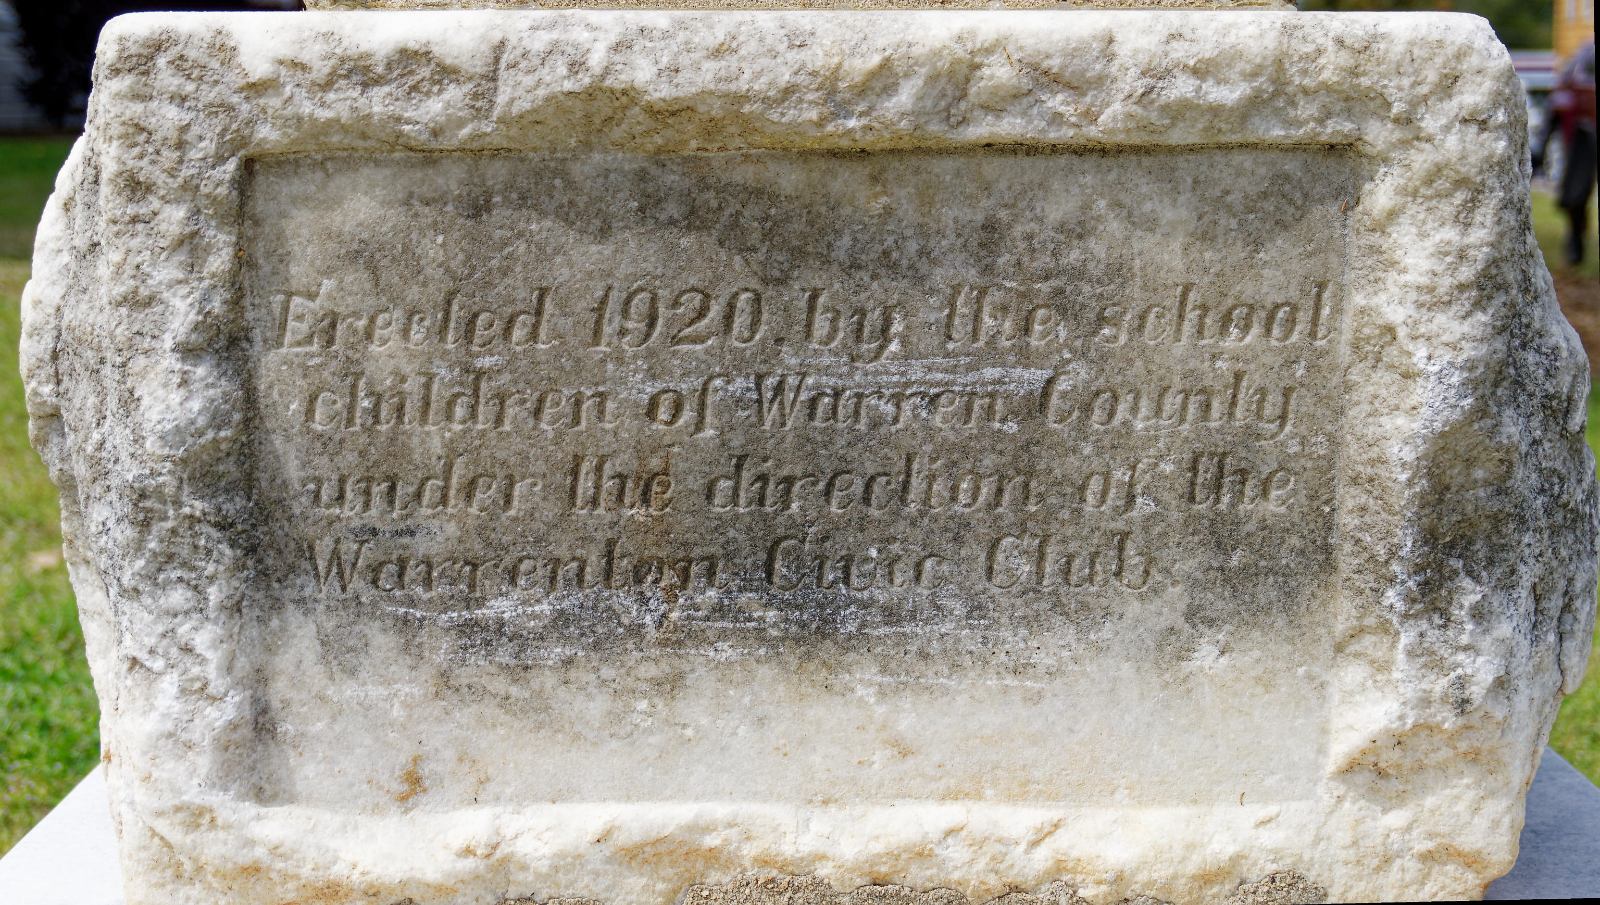 Erected 1920. by the school
children of Warren County
under the direction of the
Warrenton Civic Club.